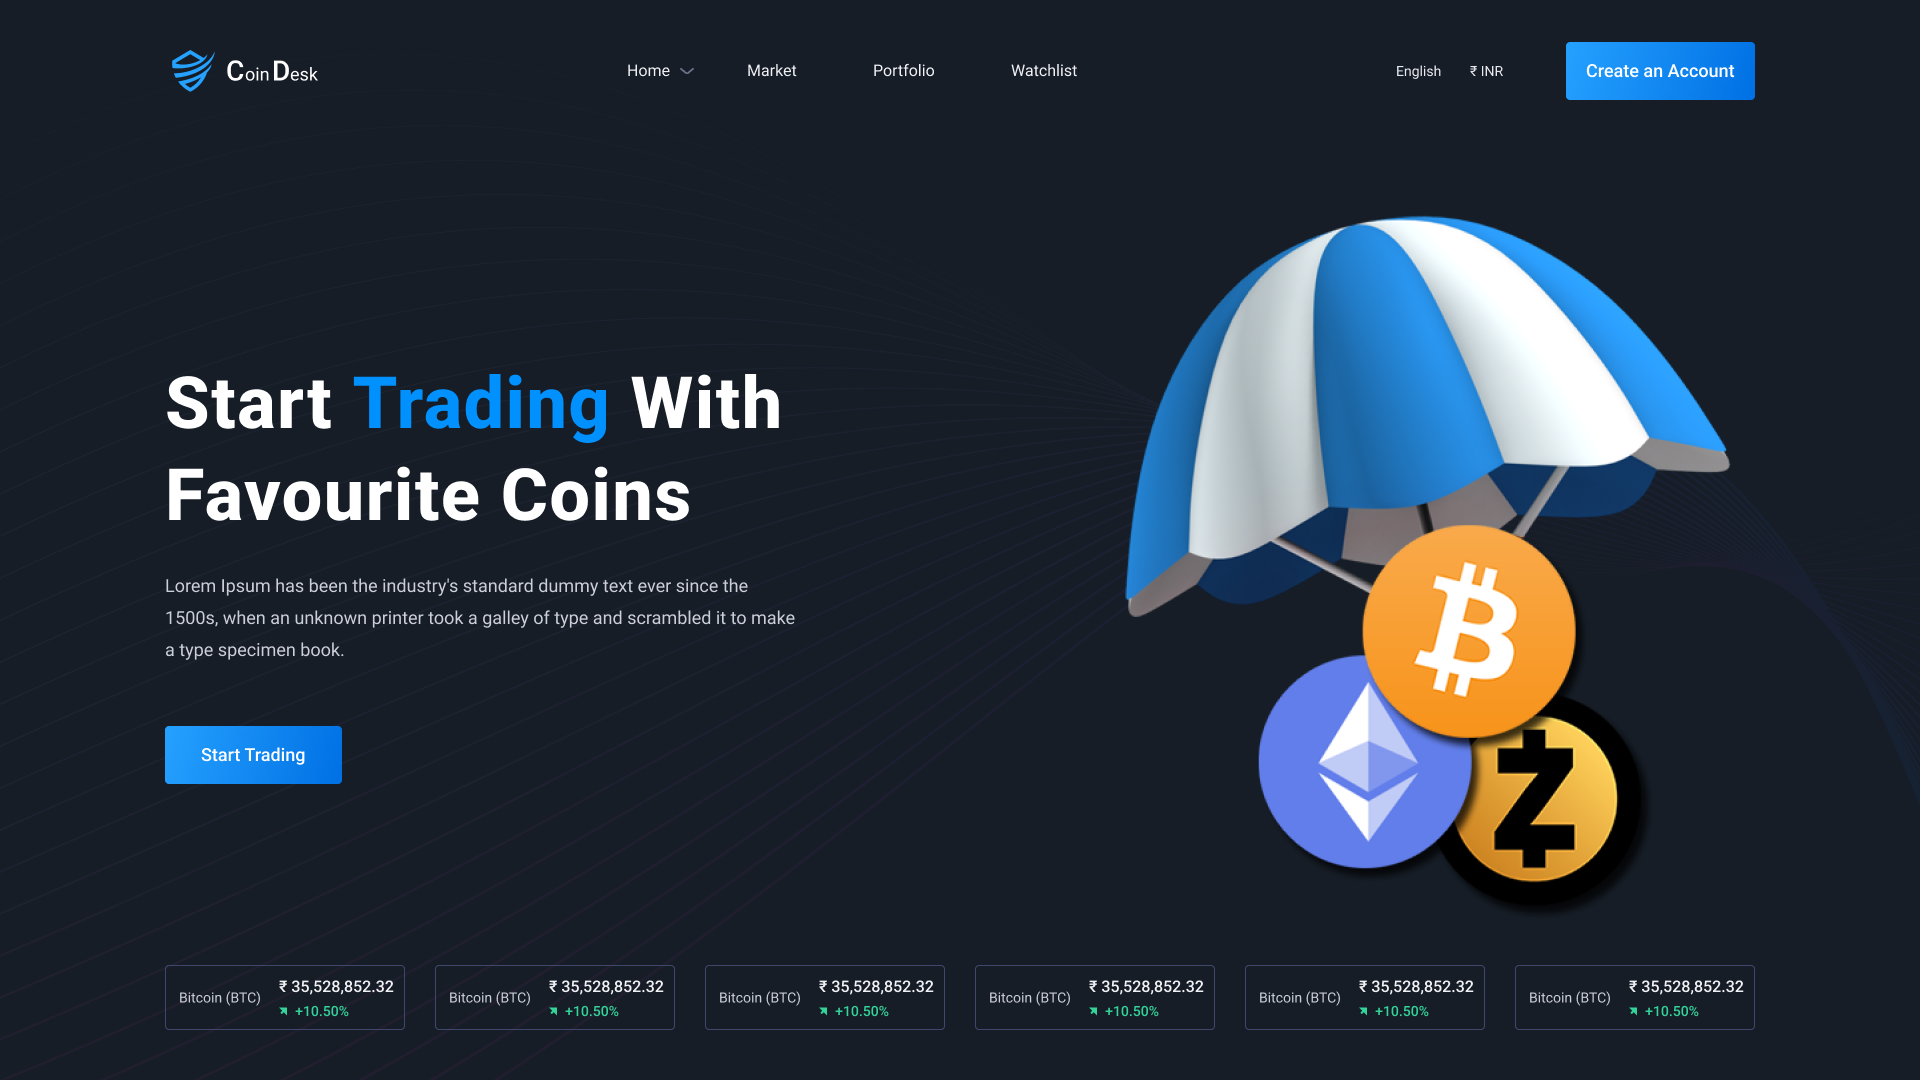 Coin Desk
Home
Market
Portfolio
Watchlist
English
₹ INR
Create an Account
Start Trading With
Favourite Coins
Lorem Ipsum has been the industry's standard dummy text ever since the
1500s, when an unknown printer took a galley of type and scrambled it to make
a type specimen book.
Start Trading
Bitcoin (BTC)
₹ 35,528,852.32
+10.50%
Bitcoin (BTC)
₹ 35,528,852.32
+10.50%
Bitcoin (BTC)
₹ 35,528,852.32
+10.50%
Bitcoin (BTC)
₹ 35,528,852.32
+10.50%
Bitcoin (BTC)
₹ 35,528,852.32
+10.50%
Bitcoin (BTC)
₹ 35,528,852.32
+10.50%